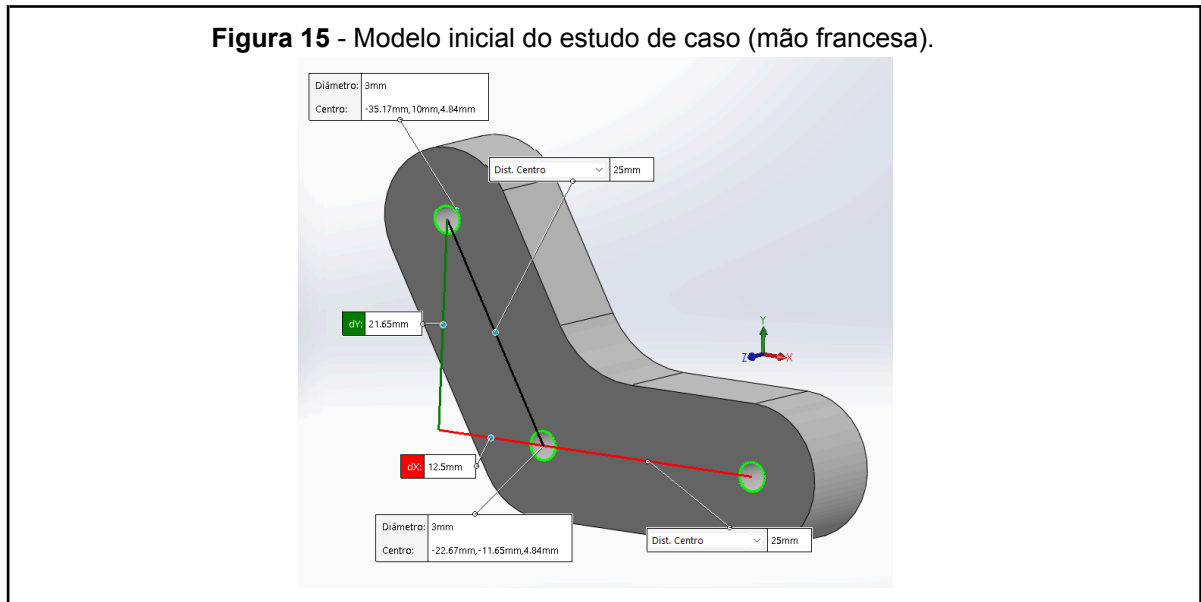 Figura 15 - Modelo inicial do estudo de caso (mão francesa).
Diâmetro: 3mm
Centro: -35.17mm,10mm,4.84mm
Dist. Centro 25mm
dY: 21.65mm
Y
Z X
dX: 12.5mm
Diâmetro: 3mm
Centro: -22.67mm,-11.65mm,4.84mm
Dist. Centro 25mm